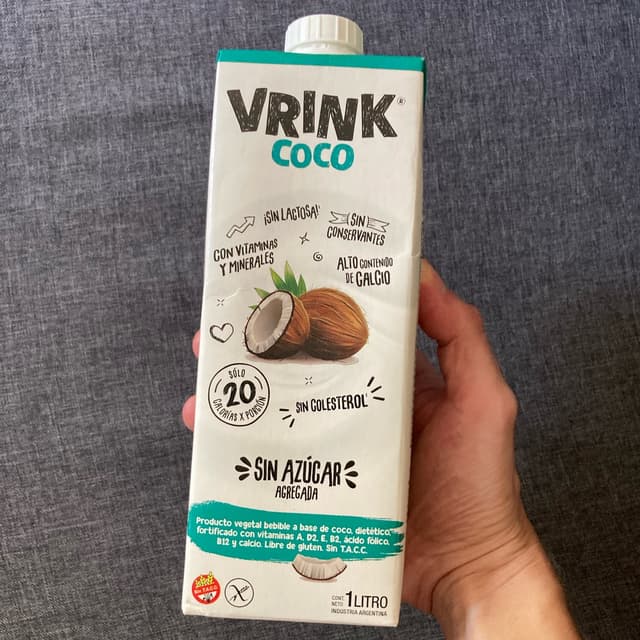 VRINK®
COCO
¡SIN LACTOSA!
SIN
CONSERVANTES
CON VITAMINAS
Y MINERALES
ALTO CONTENIDO
DE CALCIO
SÓLO
20
CALORÍAS X PORCIÓN
SIN COLESTEROL
SIN AZÚCAR
AGREGADA
Producto vegetal bebible a base de coco, dietético,
fortificado con vitaminas A, D2, E, B2, ácido fólico,
B12 y calcio. Libre de gluten. Sin T.A.C.C.
Sin T.A.C.C.
CONT.
NETO 1 LITRO
INDUSTRIA ARGENTINA